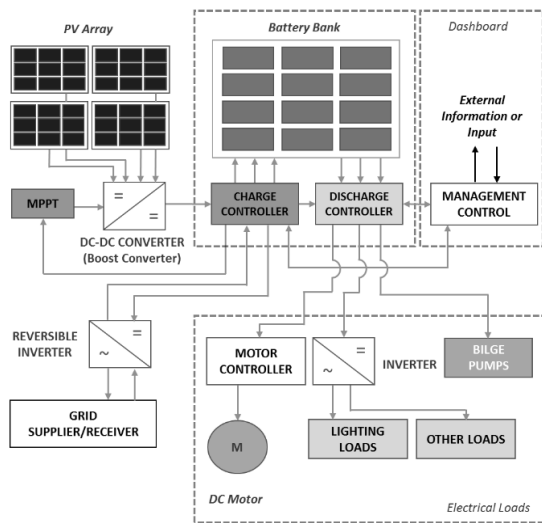 PV Array
Battery Bank
Dashboard
External
Information or
Input
MPPT
=
=
CHARGE
CONTROLLER
DISCHARGE
CONTROLLER
MANAGEMENT
CONTROL
DC-DC CONVERTER
(Boost Converter)
REVERSIBLE
INVERTER
=
~
MOTOR
CONTROLLER
=
~
INVERTER
BILGE
PUMPS
GRID
SUPPLIER/RECEIVER
M
LIGHTING
LOADS
OTHER LOADS
DC Motor
Electrical Loads